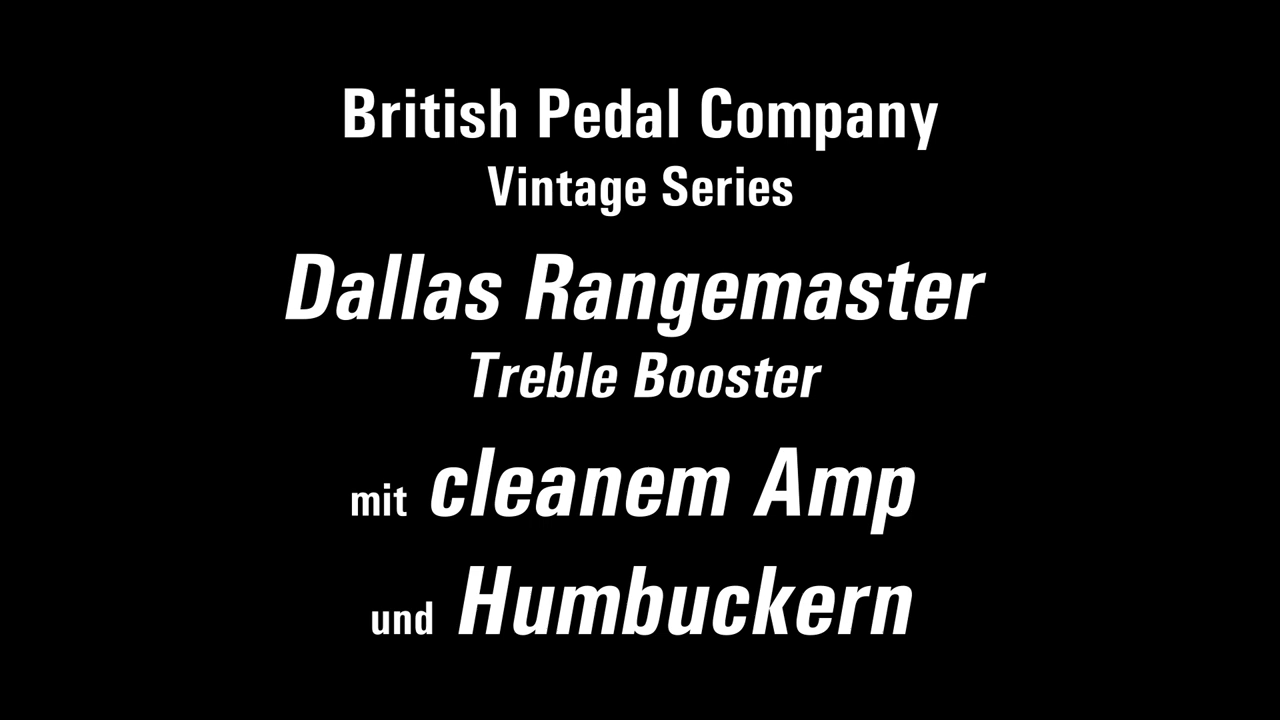 British Pedal Company
Vintage Series
Dallas Rangemaster
Treble Booster
mit cleanem Amp
und Humbuckern